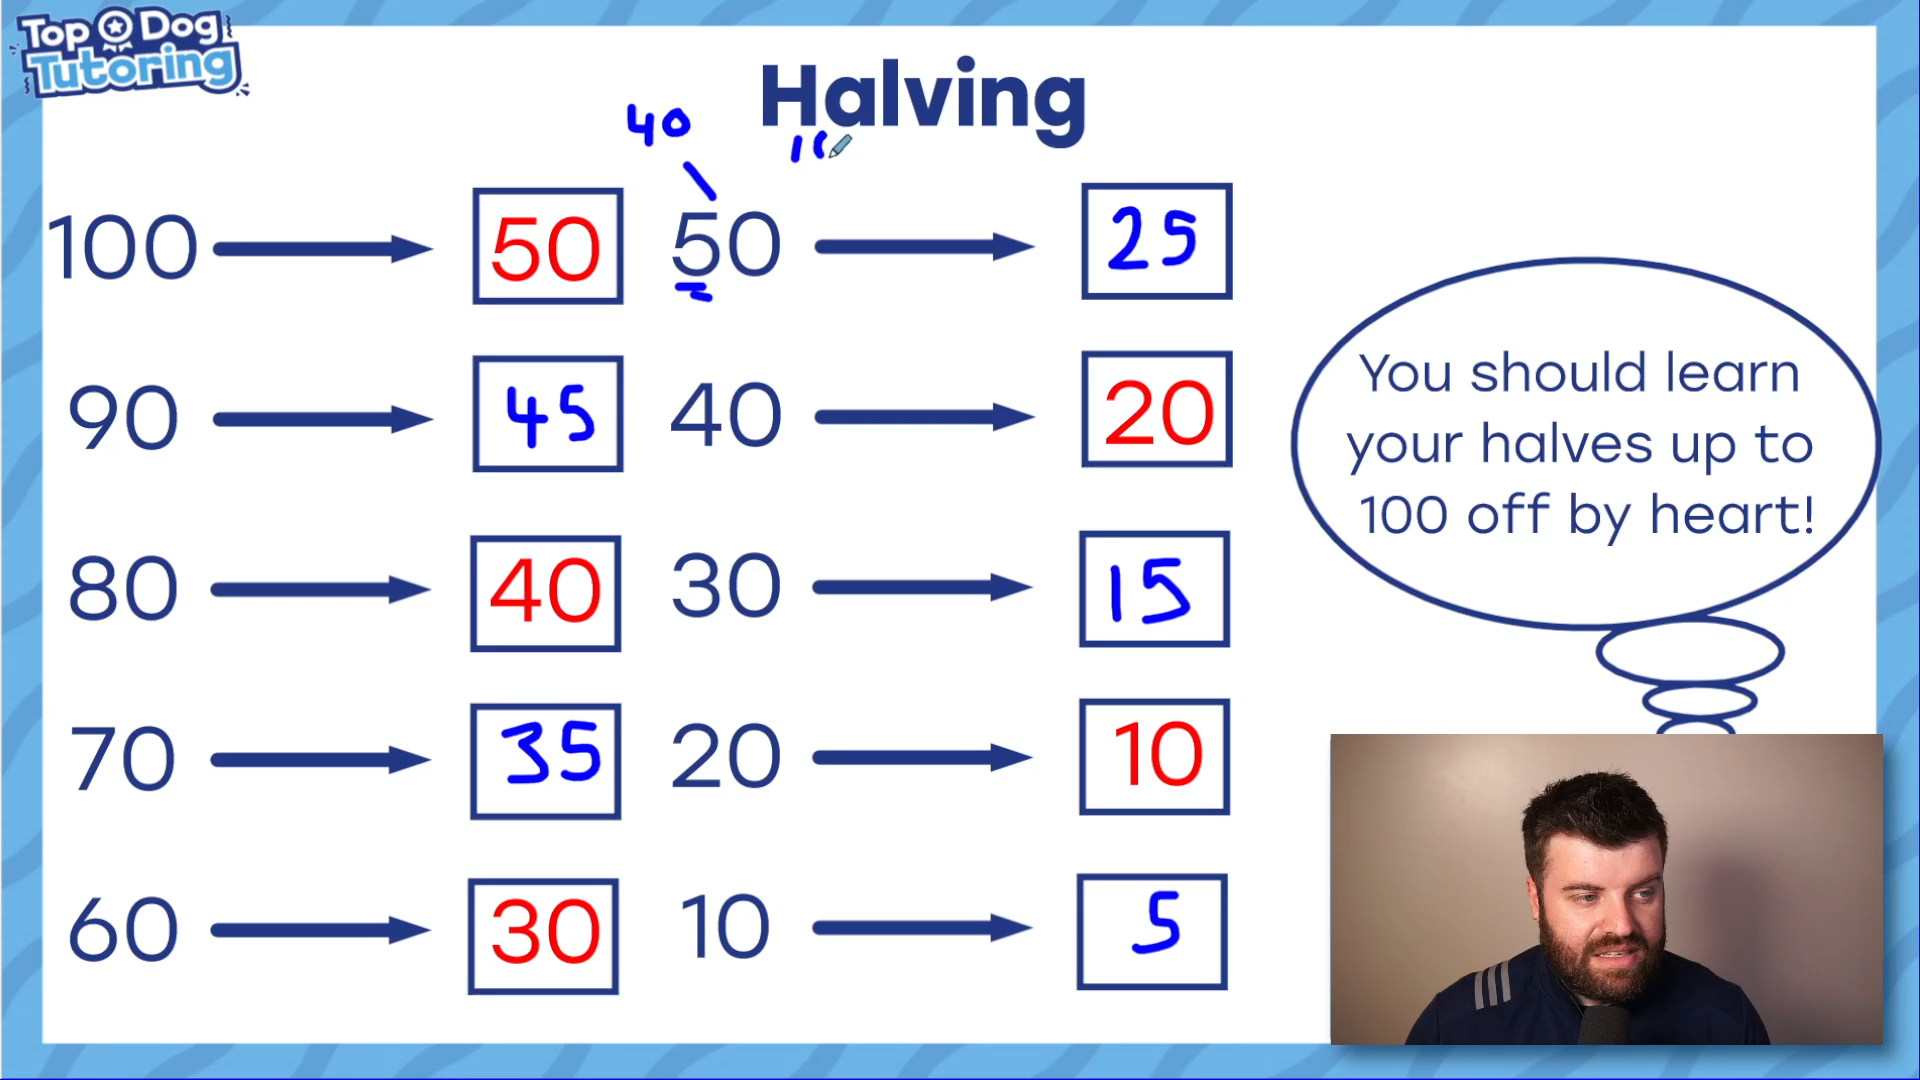 Top Dog
Tutoring
Halving
40
100 50 50 25
90 45 40 20
80 40 30 15
70 35 20 10
60 30 10 5
You should learn
your halves up to
100 off by heart!